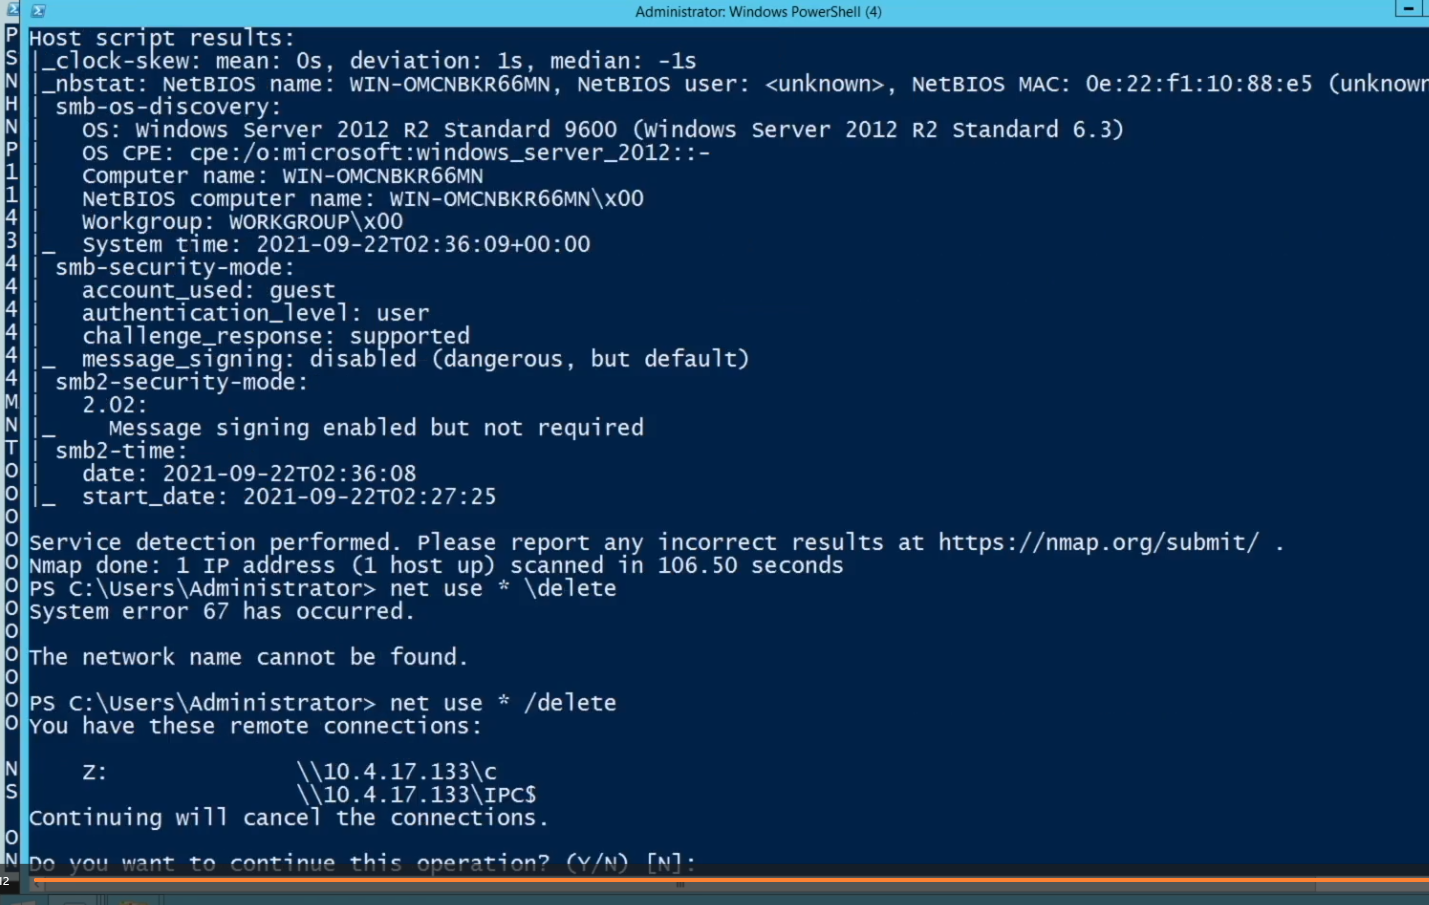 Administrator: Windows PowerShell (4)
Host script results:
|_clock-skew: mean: 0s, deviation: 1s, median: -1s
|_nbstat: NetBIOS name: WIN-OMCNBKR66MN, NetBIOS user: <unknown>, NetBIOS MAC: 0e:22:f1:10:88:e5 (unknown
| smb-os-discovery:
|   OS: Windows Server 2012 R2 Standard 9600 (Windows Server 2012 R2 Standard 6.3)
|   OS CPE: cpe:/o:microsoft:windows_server_2012::-
|   Computer name: WIN-OMCNBKR66MN
|   NetBIOS computer name: WIN-OMCNBKR66MN\x00
|   Workgroup: WORKGROUP\x00
|_  System time: 2021-09-22T02:36:09+00:00
| smb-security-mode:
|   account_used: guest
|   authentication_level: user
|   challenge_response: supported
|_  message_signing: disabled (dangerous, but default)
| smb2-security-mode:
|   2.02:
|_    Message signing enabled but not required
| smb2-time:
|   date: 2021-09-22T02:36:08
|_  start_date: 2021-09-22T02:27:25
Service detection performed. Please report any incorrect results at https://nmap.org/submit/ .
Nmap done: 1 IP address (1 host up) scanned in 106.50 seconds
PS C:\Users\Administrator> net use * \delete
System error 67 has occurred.
The network name cannot be found.
PS C:\Users\Administrator> net use * /delete
You have these remote connections:
Z: \\10.4.17.133\c
\\10.4.17.133\IPC$
Continuing will cancel the connections.
Do you want to continue this operation? (Y/N) [N]: